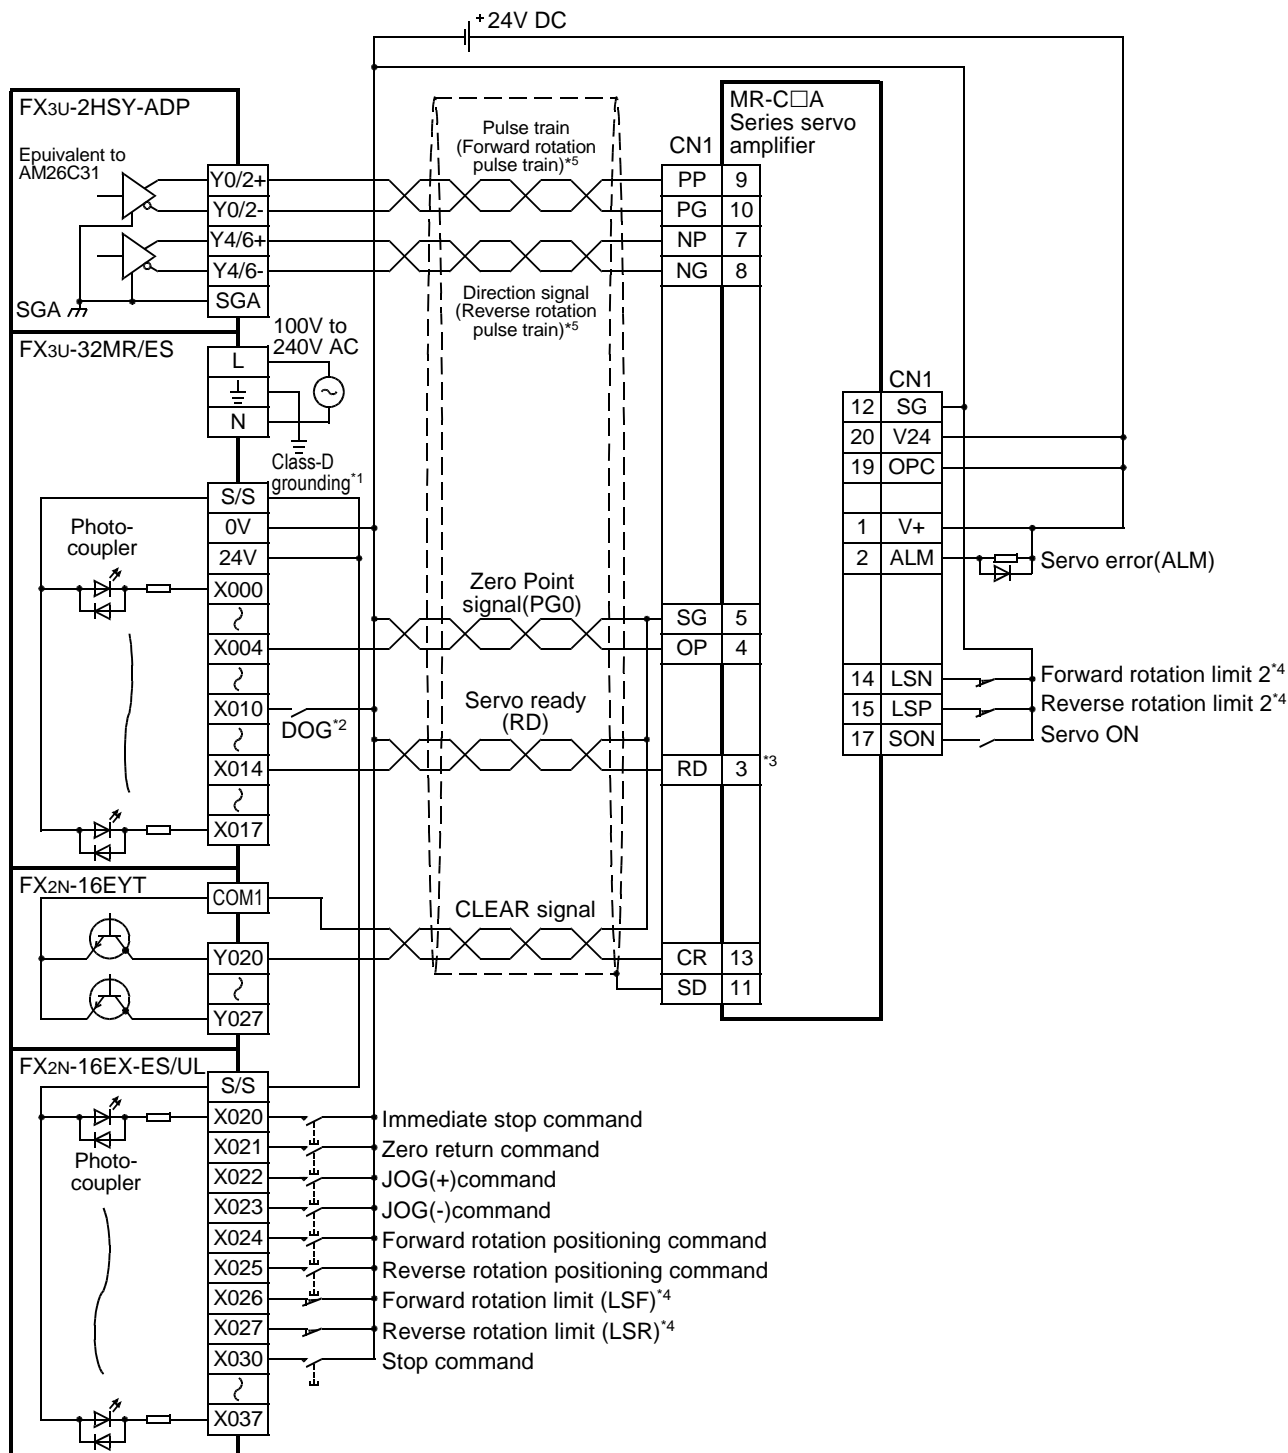 +24V DC
FX3U-2HSY-ADP
Epuivalent to
AM26C31
Y0/2+
Y0/2-
Y4/6+
Y4/6-
SGA
SGA
Pulse train
(Forward rotation
pulse train)*5
Direction signal
(Reverse rotation
pulse train)*5
CN1
PP 9
PG 10
NP 7
NG 8
MR-C□A
Series servo
amplifier
FX3U-32MR/ES
100V to
240V AC
L
N
Class-D
grounding*1
S/S
0V
24V
X000
X004
X010
X014
X017
Photo-
coupler
DOG*2
Zero Point
signal(PG0)
SG 5
OP 4
Servo ready
(RD)
RD 3 *3
CN1
12 SG
20 V24
19 OPC
1 V+
2 ALM
Servo error(ALM)
14 LSN
Forward rotation limit 2*4
15 LSP
Reverse rotation limit 2*4
17 SON
Servo ON
FX2N-16EYT
COM1
Y020
Y027
CLEAR signal
CR 13
SD 11
FX2N-16EX-ES/UL
S/S
Photo-
coupler
X020 Immediate stop command
X021 Zero return command
X022 JOG(+)command
X023 JOG(-)command
X024 Forward rotation positioning command
X025 Reverse rotation positioning command
X026 Forward rotation limit (LSF)*4
X027 Reverse rotation limit (LSR)*4
X030 Stop command
X037